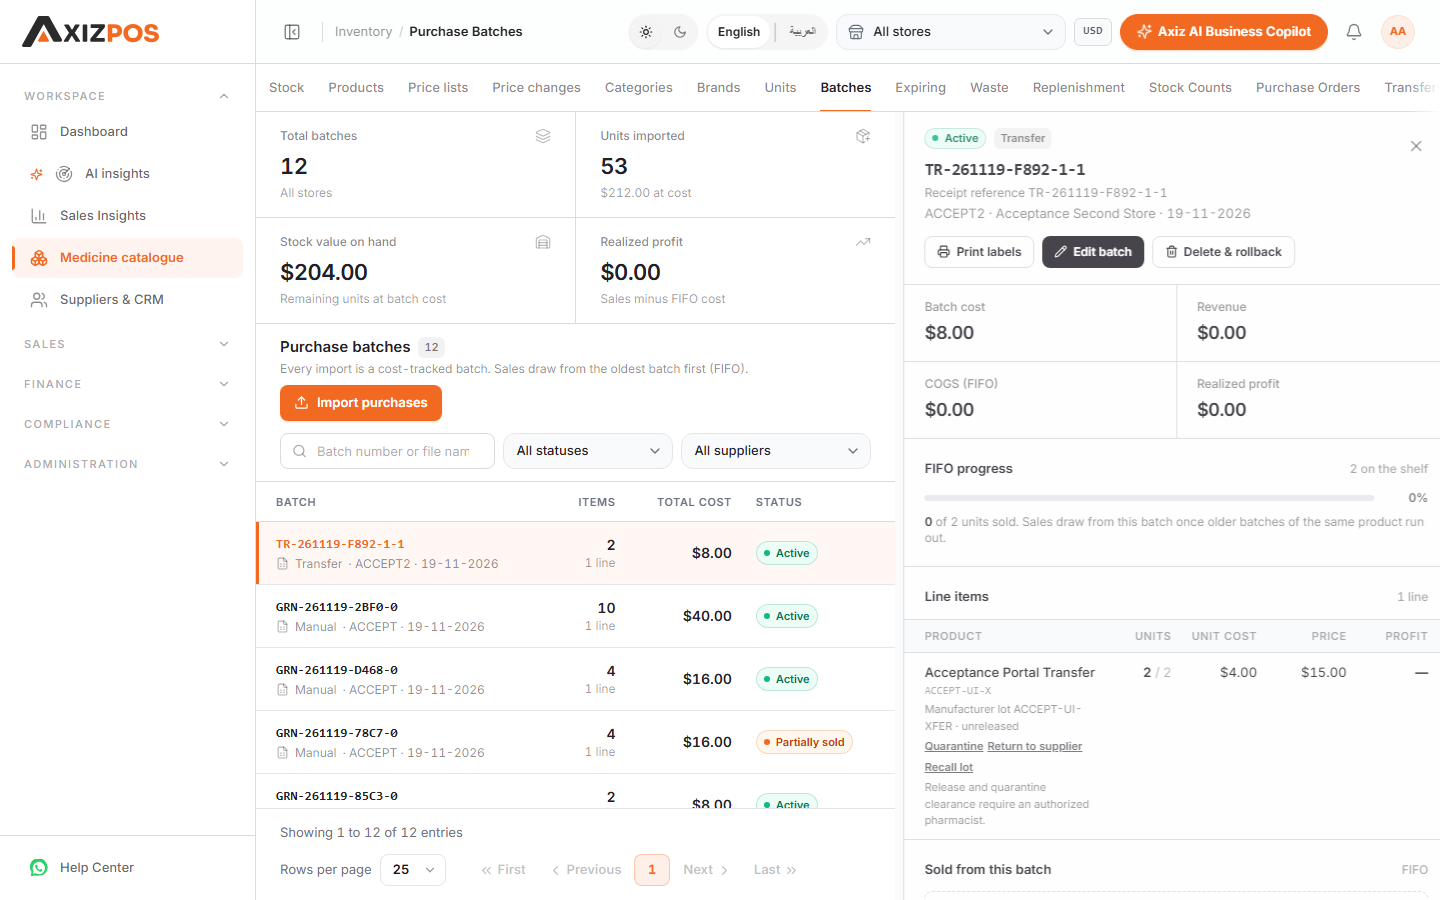 AXIZPOS
WORKSPACE
Dashboard
AI insights
Sales Insights
Medicine catalogue
Suppliers & CRM
SALES
FINANCE
COMPLIANCE
ADMINISTRATION
Help Center
Inventory / Purchase Batches
English
العربية
All stores
USD
Axiz AI Business Copilot
AA
Stock
Products
Price lists
Price changes
Categories
Brands
Units
Batches
Expiring
Waste
Replenishment
Stock Counts
Purchase Orders
Transfer
Total batches
12
All stores
Units imported
53
$212.00 at cost
Stock value on hand
$204.00
Remaining units at batch cost
Realized profit
$0.00
Sales minus FIFO cost
Purchase batches 12
Every import is a cost-tracked batch. Sales draw from the oldest batch first (FIFO).
Import purchases
Batch number or file nam
All statuses
All suppliers
BATCH ITEMS TOTAL COST STATUS
TR-261119-F892-1-1 2 $8.00 Active
Transfer · ACCEPT2 · 19-11-2026 1 line
GRN-261119-2BF0-0 10 $40.00 Active
Manual · ACCEPT · 19-11-2026 1 line
GRN-261119-D468-0 4 $16.00 Active
Manual · ACCEPT · 19-11-2026 1 line
GRN-261119-78C7-0 4 $16.00 Partially sold
Manual · ACCEPT · 19-11-2026 1 line
GRN-261119-85C3-0 2 $8.00 Active
Showing 1 to 12 of 12 entries
Rows per page 25 First Previous 1 Next Last
Active Transfer
TR-261119-F892-1-1
Receipt reference TR-261119-F892-1-1
ACCEPT2 · Acceptance Second Store · 19-11-2026
Print labels
Edit batch
Delete & rollback
Batch cost
$8.00
Revenue
$0.00
COGS (FIFO)
$0.00
Realized profit
$0.00
FIFO progress 2 on the shelf
0%
0 of 2 units sold. Sales draw from this batch once older batches of the same product run
out.
Line items 1 line
PRODUCT UNITS UNIT COST PRICE PROFIT
Acceptance Portal Transfer 2 / 2 $4.00 $15.00 —
ACCEPT-UI-X
Manufacturer lot ACCEPT-UI-
XFER · unreleased
Quarantine Return to supplier
Recall lot
Release and quarantine
clearance require an authorized
pharmacist.
Sold from this batch FIFO